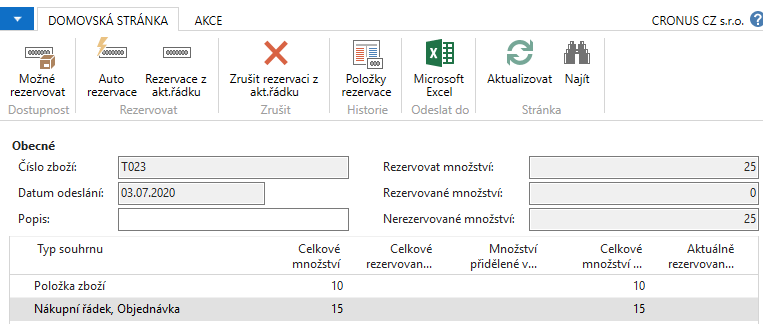 DOMOVSKÁ STRÁNKA AKCE CRONUS CZ s.r.o. ?
Možné rezervovat
Auto rezervace
Rezervace z akt.řádku
Zrušit rezervaci z akt.řádku
Položky rezervace
Microsoft Excel
Aktualizovat
Najít
Dostupnost Rezervovat Zrušit Historie Odeslat do Stránka
Obecné
Číslo zboží: T023
Datum odeslání: 03.07.2020
Popis:
Rezervovat množství: 25
Rezervované množství: 0
Nerezervované množství: 25
Typ souhrnu
Celkové množství
Celkové rezervovan...
Množství přidělené v...
Celkové množství ...
Aktuálně rezervovan...
Položka zboží 10 10
Nákupní řádek, Objednávka 15 15